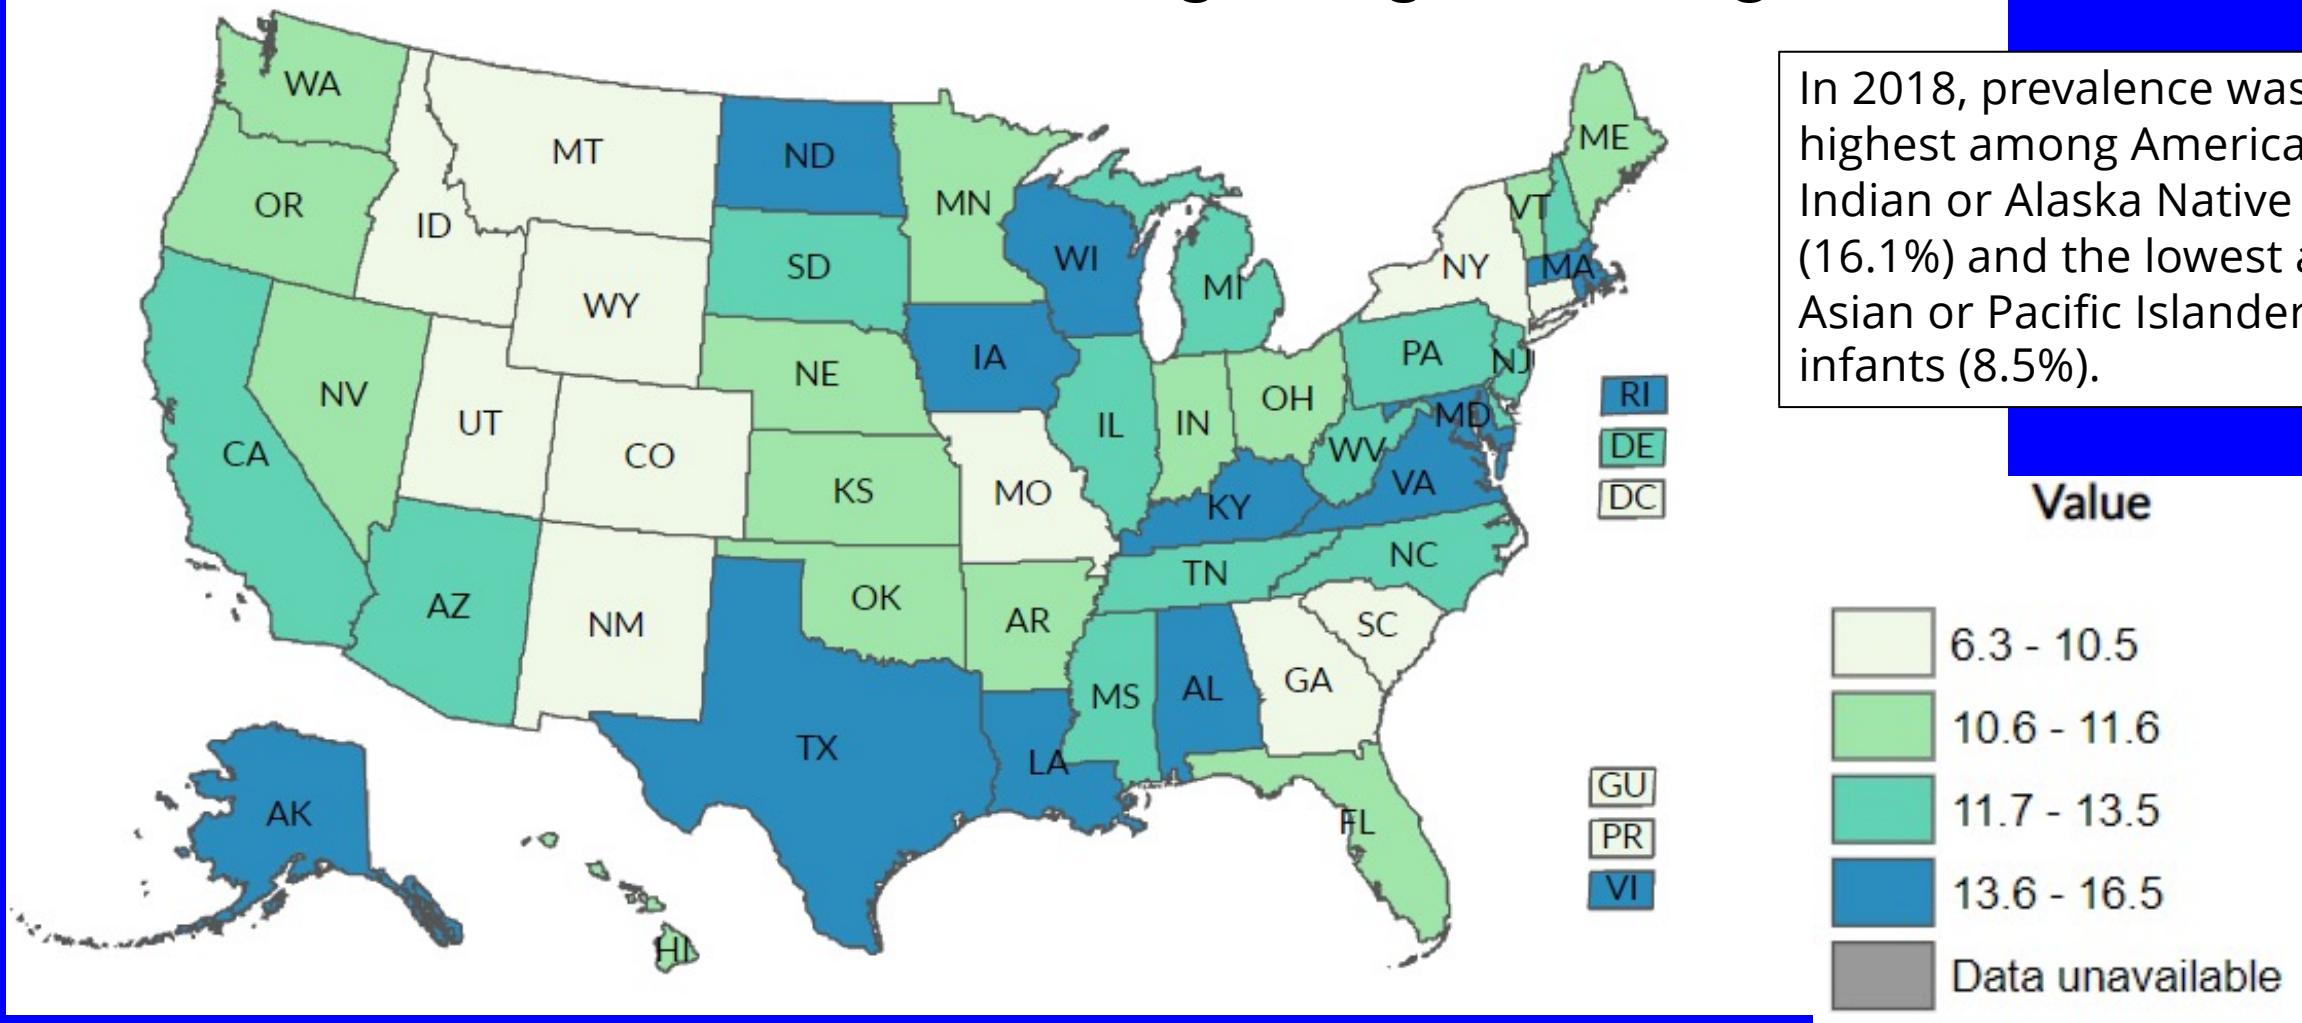 WA
MT
ND
MN
ME
OR
ID
SD
WI
MI
NY
VT
MA
WY
IA
NE
PA
NJ
NV
UT
CO
CA
KS
MO
IL
IN
OH
WV
MD
VA
KY
RI
DE
DC
AZ
NM
OK
AR
TN
NC
SC
MS
AL
GA
TX
LA
FL
AK
HI
GU
PR
VI
In 2018, prevalence was
highest among America
Indian or Alaska Native
(16.1%) and the lowest a
Asian or Pacific Islander
infants (8.5%).
Value
6.3 - 10.5
10.6 - 11.6
11.7 - 13.5
13.6 - 16.5
Data unavailable